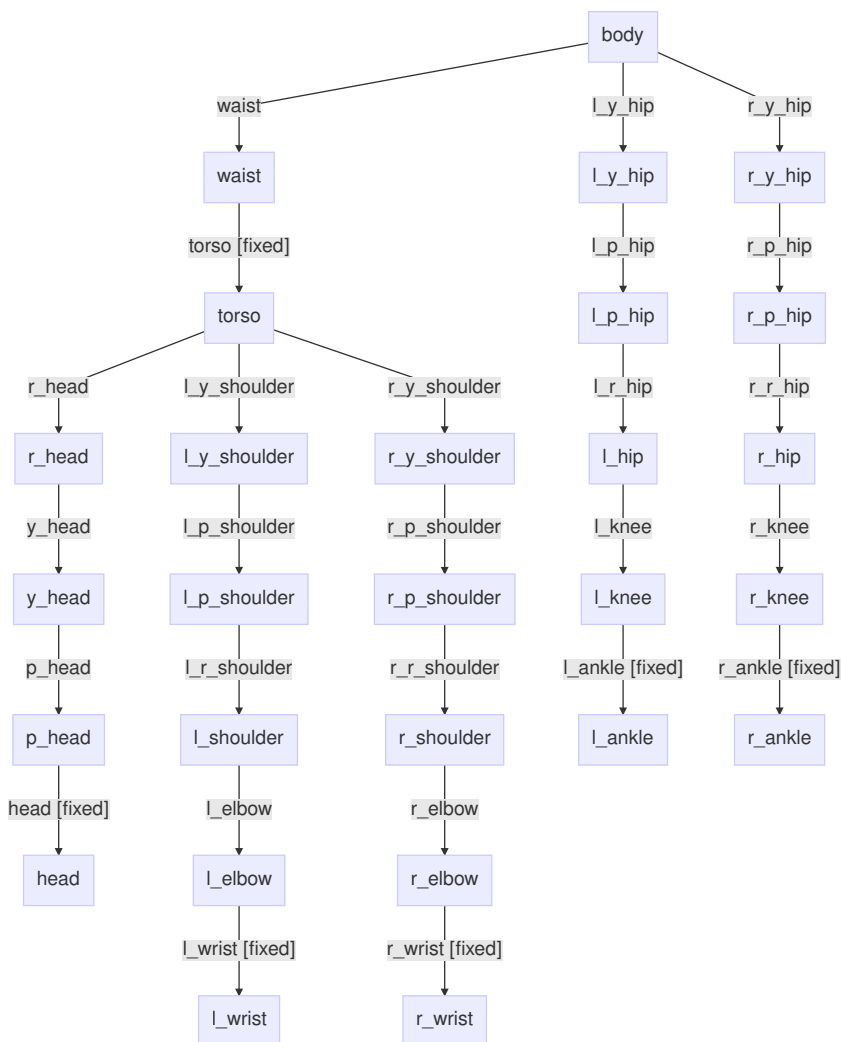 body
waist
l_y_hip
r_y_hip
waist
l_y_hip
r_y_hip
torso [fixed]
l_p_hip
r_p_hip
torso
l_p_hip
r_p_hip
r_head
l_y_shoulder
r_y_shoulder
l_r_hip
r_r_hip
r_head
l_y_shoulder
r_y_shoulder
l_hip
r_hip
y_head
l_p_shoulder
r_p_shoulder
l_knee
r_knee
y_head
l_p_shoulder
r_p_shoulder
l_knee
r_knee
p_head
l_r_shoulder
r_r_shoulder
l_ankle [fixed]
r_ankle [fixed]
p_head
l_shoulder
r_shoulder
l_ankle
r_ankle
head [fixed]
l_elbow
r_elbow
head
l_elbow
r_elbow
l_wrist [fixed]
r_wrist [fixed]
l_wrist
r_wrist